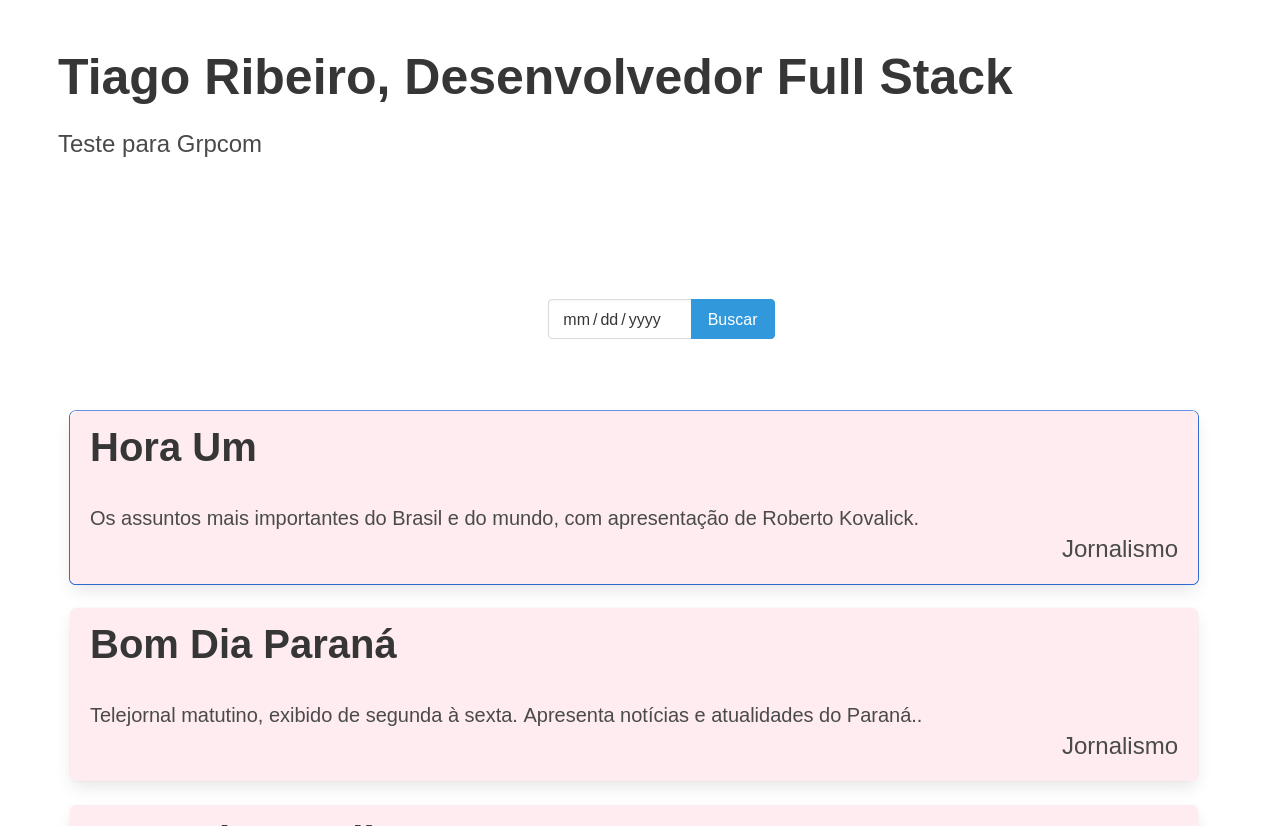 Tiago Ribeiro, Desenvolvedor Full Stack
Teste para Grpcom
mm/dd/yyyy
Buscar
Hora Um
Os assuntos mais importantes do Brasil e do mundo, com apresentação de Roberto Kovalick.
Jornalismo
Bom Dia Paraná
Telejornal matutino, exibido de segunda à sexta. Apresenta notícias e atualidades do Paraná..
Jornalismo